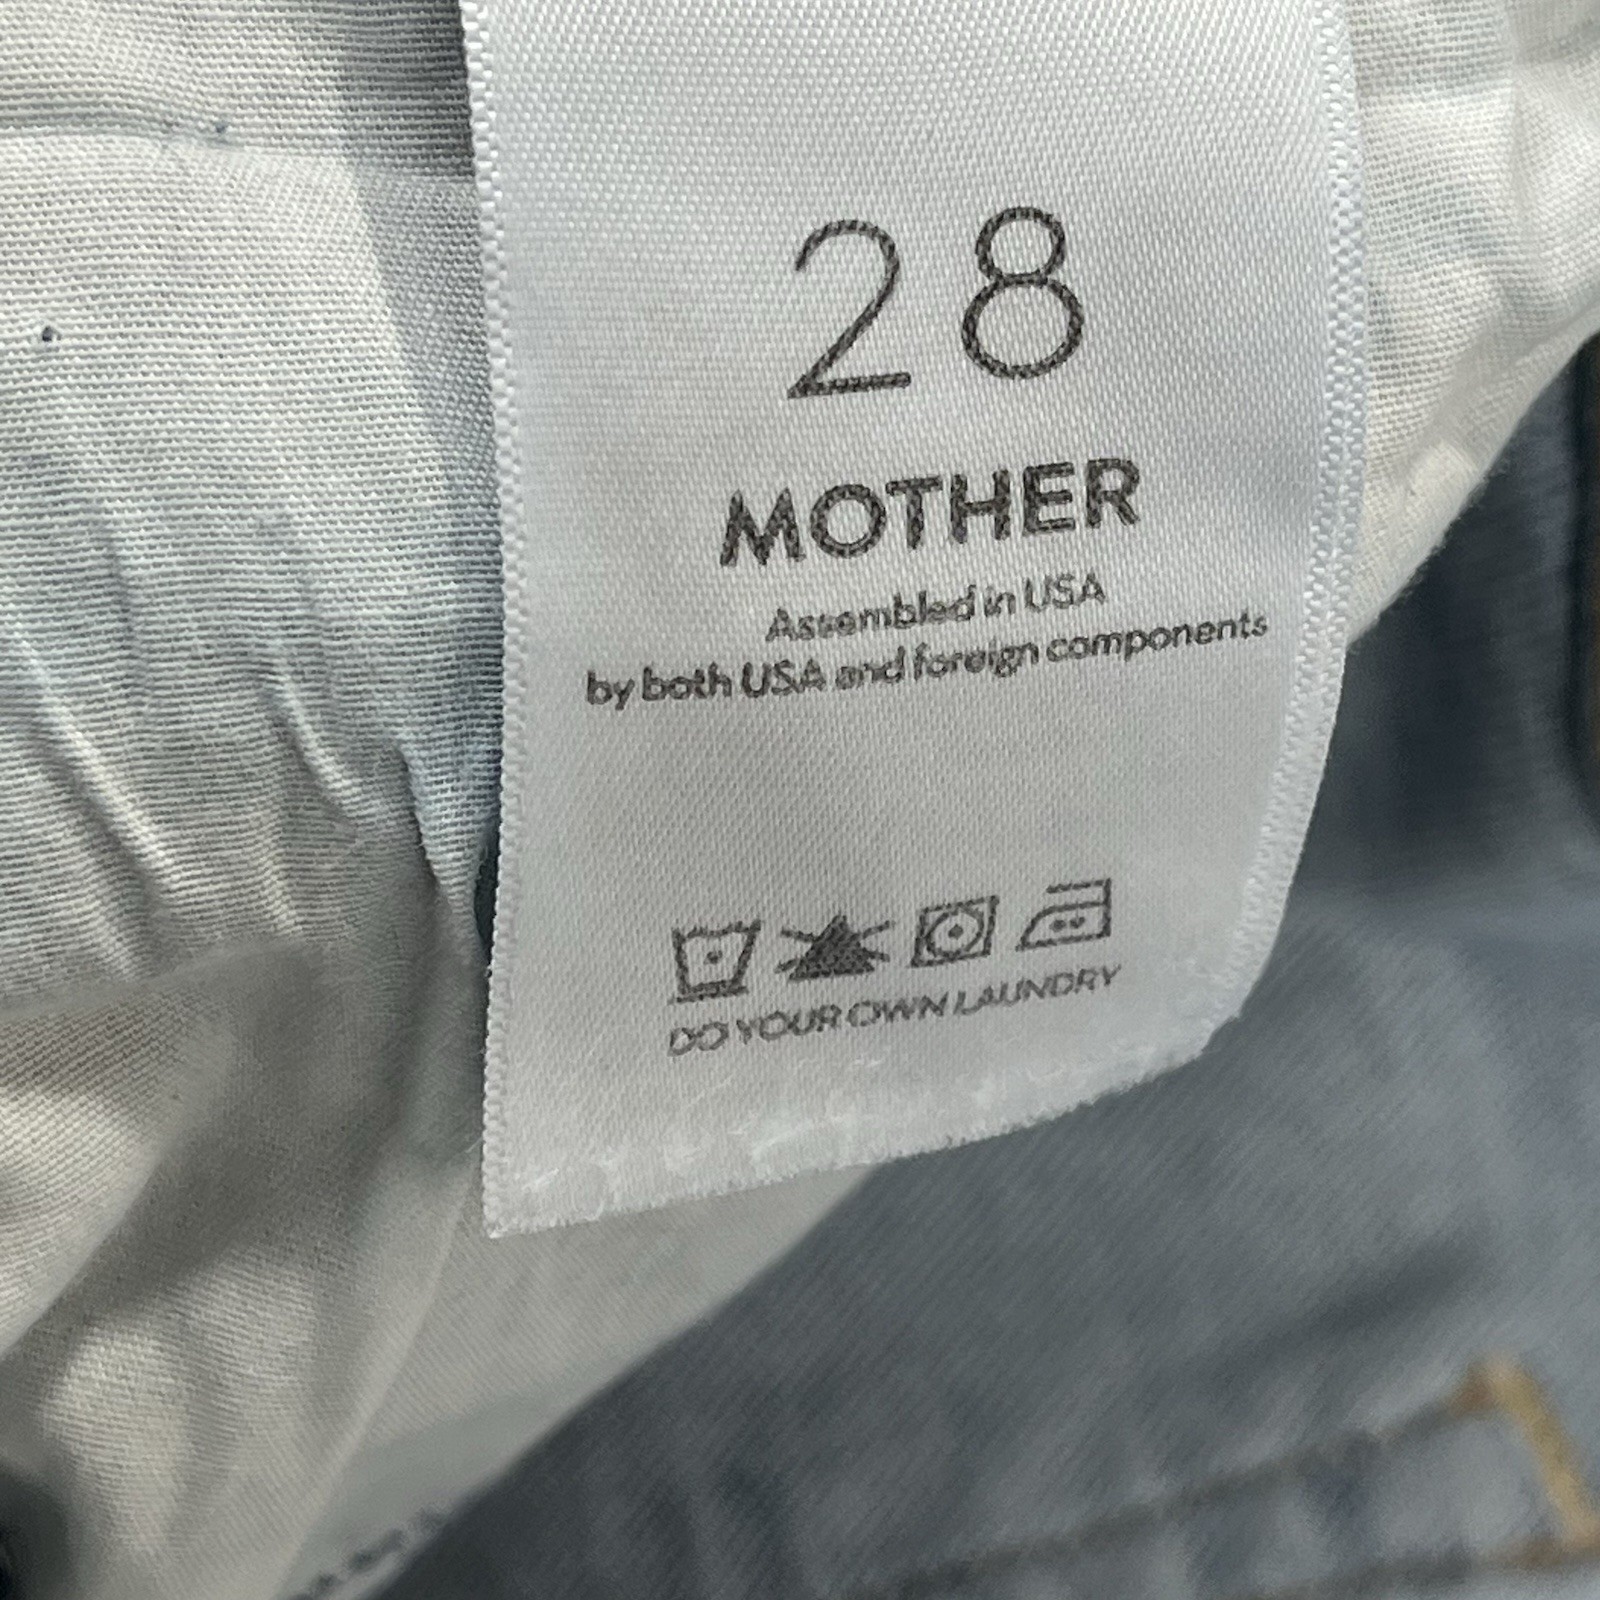 28
MOTHER
Assembled in USA
by both USA and foreign components
DO YOUR OWN LAUNDRY